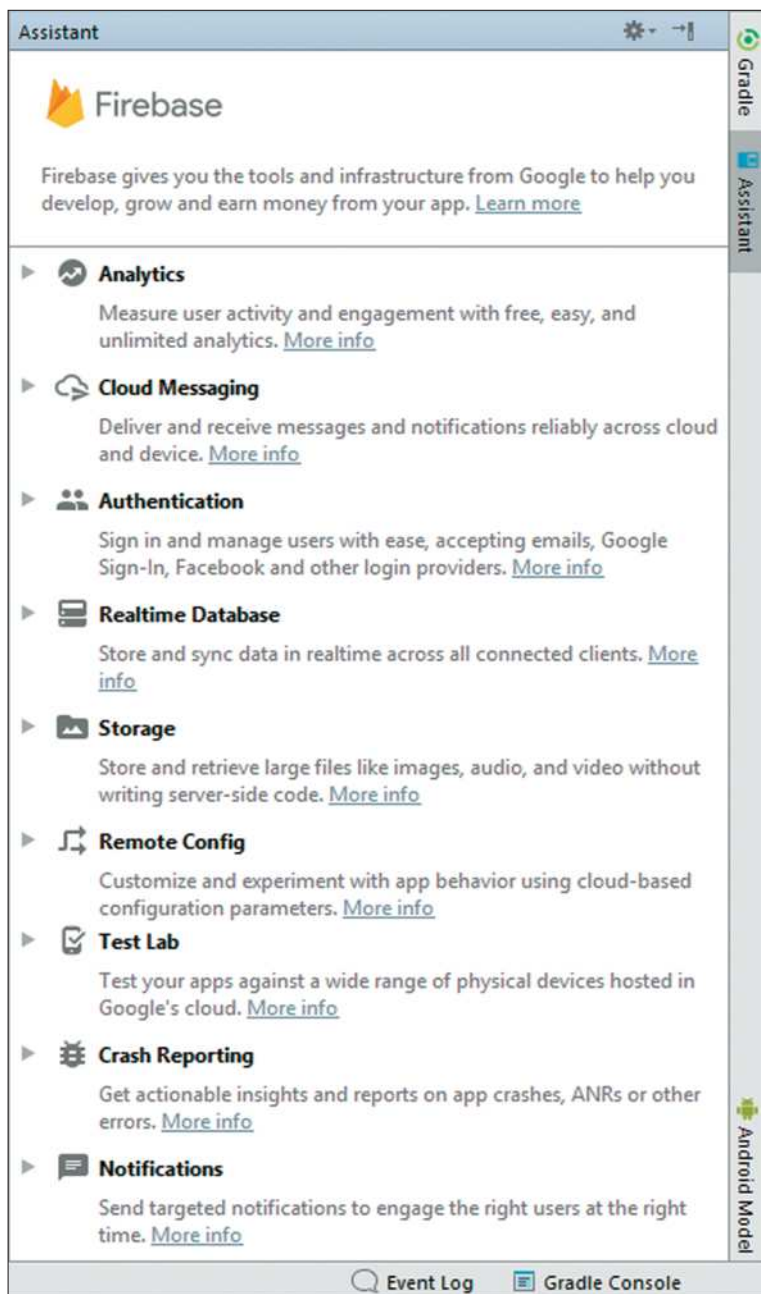 Assistant
Firebase
Firebase gives you the tools and infrastructure from Google to help you
develop, grow and earn money from your app. Learn more
Analytics
Measure user activity and engagement with free, easy, and
unlimited analytics. More info
Cloud Messaging
Deliver and receive messages and notifications reliably across cloud
and device. More info
Authentication
Sign in and manage users with ease, accepting emails, Google
Sign-In, Facebook and other login providers. More info
Realtime Database
Store and sync data in realtime across all connected clients. More
info
Storage
Store and retrieve large files like images, audio, and video without
writing server-side code. More info
Remote Config
Customize and experiment with app behavior using cloud-based
configuration parameters. More info
Test Lab
Test your apps against a wide range of physical devices hosted in
Google's cloud. More info
Crash Reporting
Get actionable insights and reports on app crashes, ANRs or other
errors. More info
Notifications
Send targeted notifications to engage the right users at the right
time. More info
Gradle
Assistant
Android Model
Event Log
Gradle Console